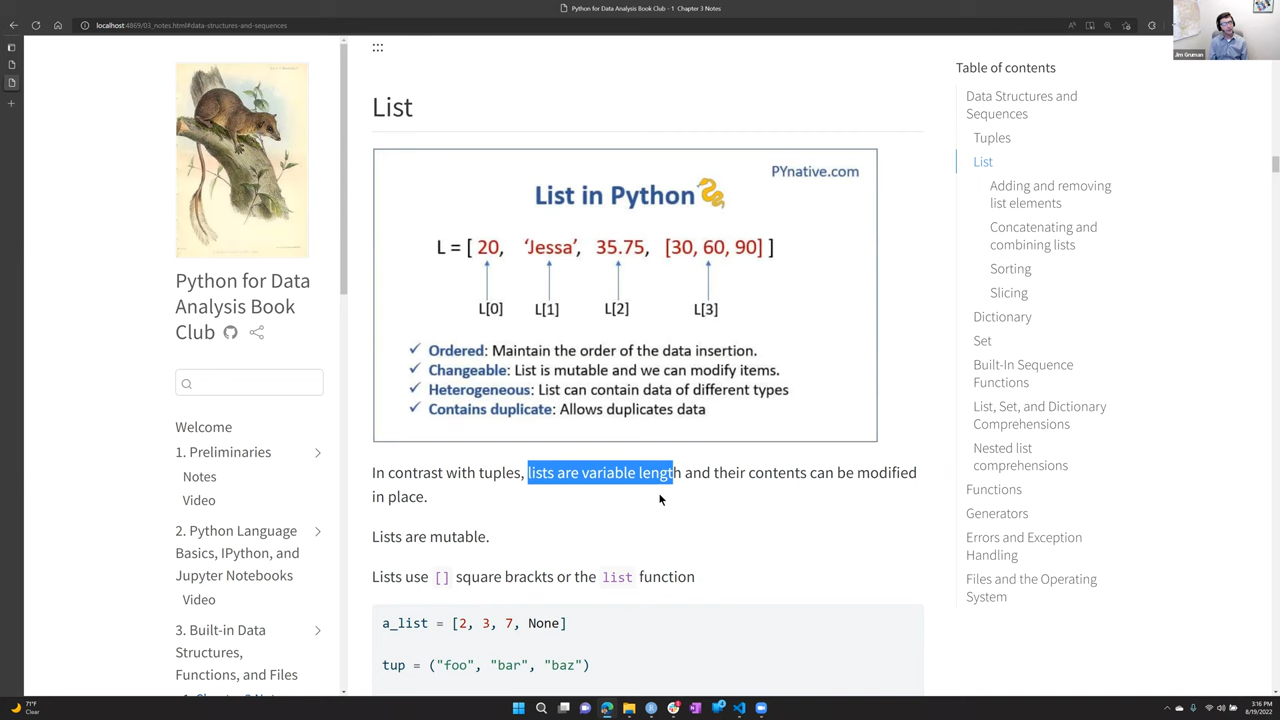 Python for Data Analysis Book Club - 1 Chapter 3 Notes
localhost:4869/03_notes.html#data-structures-and-sequences
Jim Gruman
Python for Data
Analysis Book
Club
Welcome
1. Preliminaries
Notes
Video
2. Python Language
Basics, IPython, and
Jupyter Notebooks
Video
3. Built-in Data
Structures,
Functions, and Files
:::
List
PYnative.com
List in Python
L = [ 20, ‘Jessa’, 35.75, [30, 60, 90] ]
L[0] L[1] L[2] L[3]
✓ Ordered: Maintain the order of the data insertion.
✓ Changeable: List is mutable and we can modify items.
✓ Heterogeneous: List can contain data of different types
✓ Contains duplicate: Allows duplicates data
In contrast with tuples, lists are variable length and their contents can be modified
in place.
Lists are mutable.
Lists use [] square brackts or the list function
a_list = [2, 3, 7, None]
tup = ("foo", "bar", "baz")
Table of contents
Data Structures and
Sequences
Tuples
List
Adding and removing
list elements
Concatenating and
combining lists
Sorting
Slicing
Dictionary
Set
Built-In Sequence
Functions
List, Set, and Dictionary
Comprehensions
Nested list
comprehensions
Functions
Generators
Errors and Exception
Handling
Files and the Operating
System
71°F
Clear
3:16 PM
8/19/2022